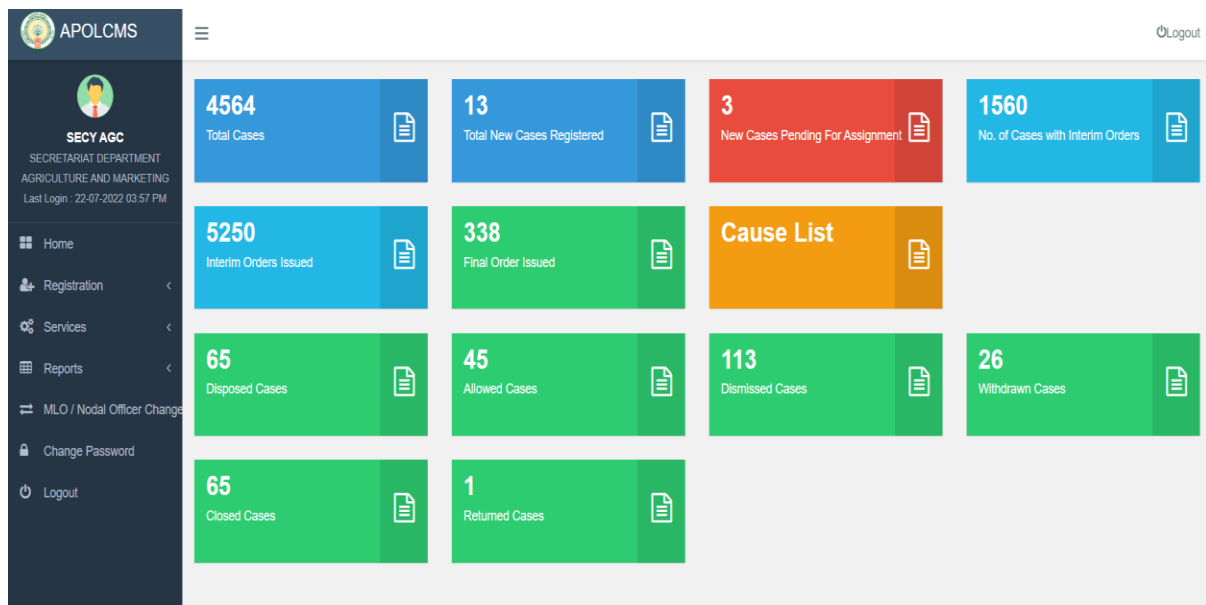 APOLCMS
Logout
SECY AGC
SECRETARIAT DEPARTMENT
AGRICULTURE AND MARKETING
Last Login : 22-07-2022 03:57 PM
Home
Registration
Services
Reports
MLO / Nodal Officer Change
Change Password
Logout
4564
Total Cases
13
Total New Cases Registered
3
New Cases Pending For Assignment
1560
No. of Cases with Interim Orders
5250
Interim Orders Issued
338
Final Order Issued
Cause List
65
Disposed Cases
45
Allowed Cases
113
Dismissed Cases
26
Withdrawn Cases
65
Closed Cases
1
Returned Cases